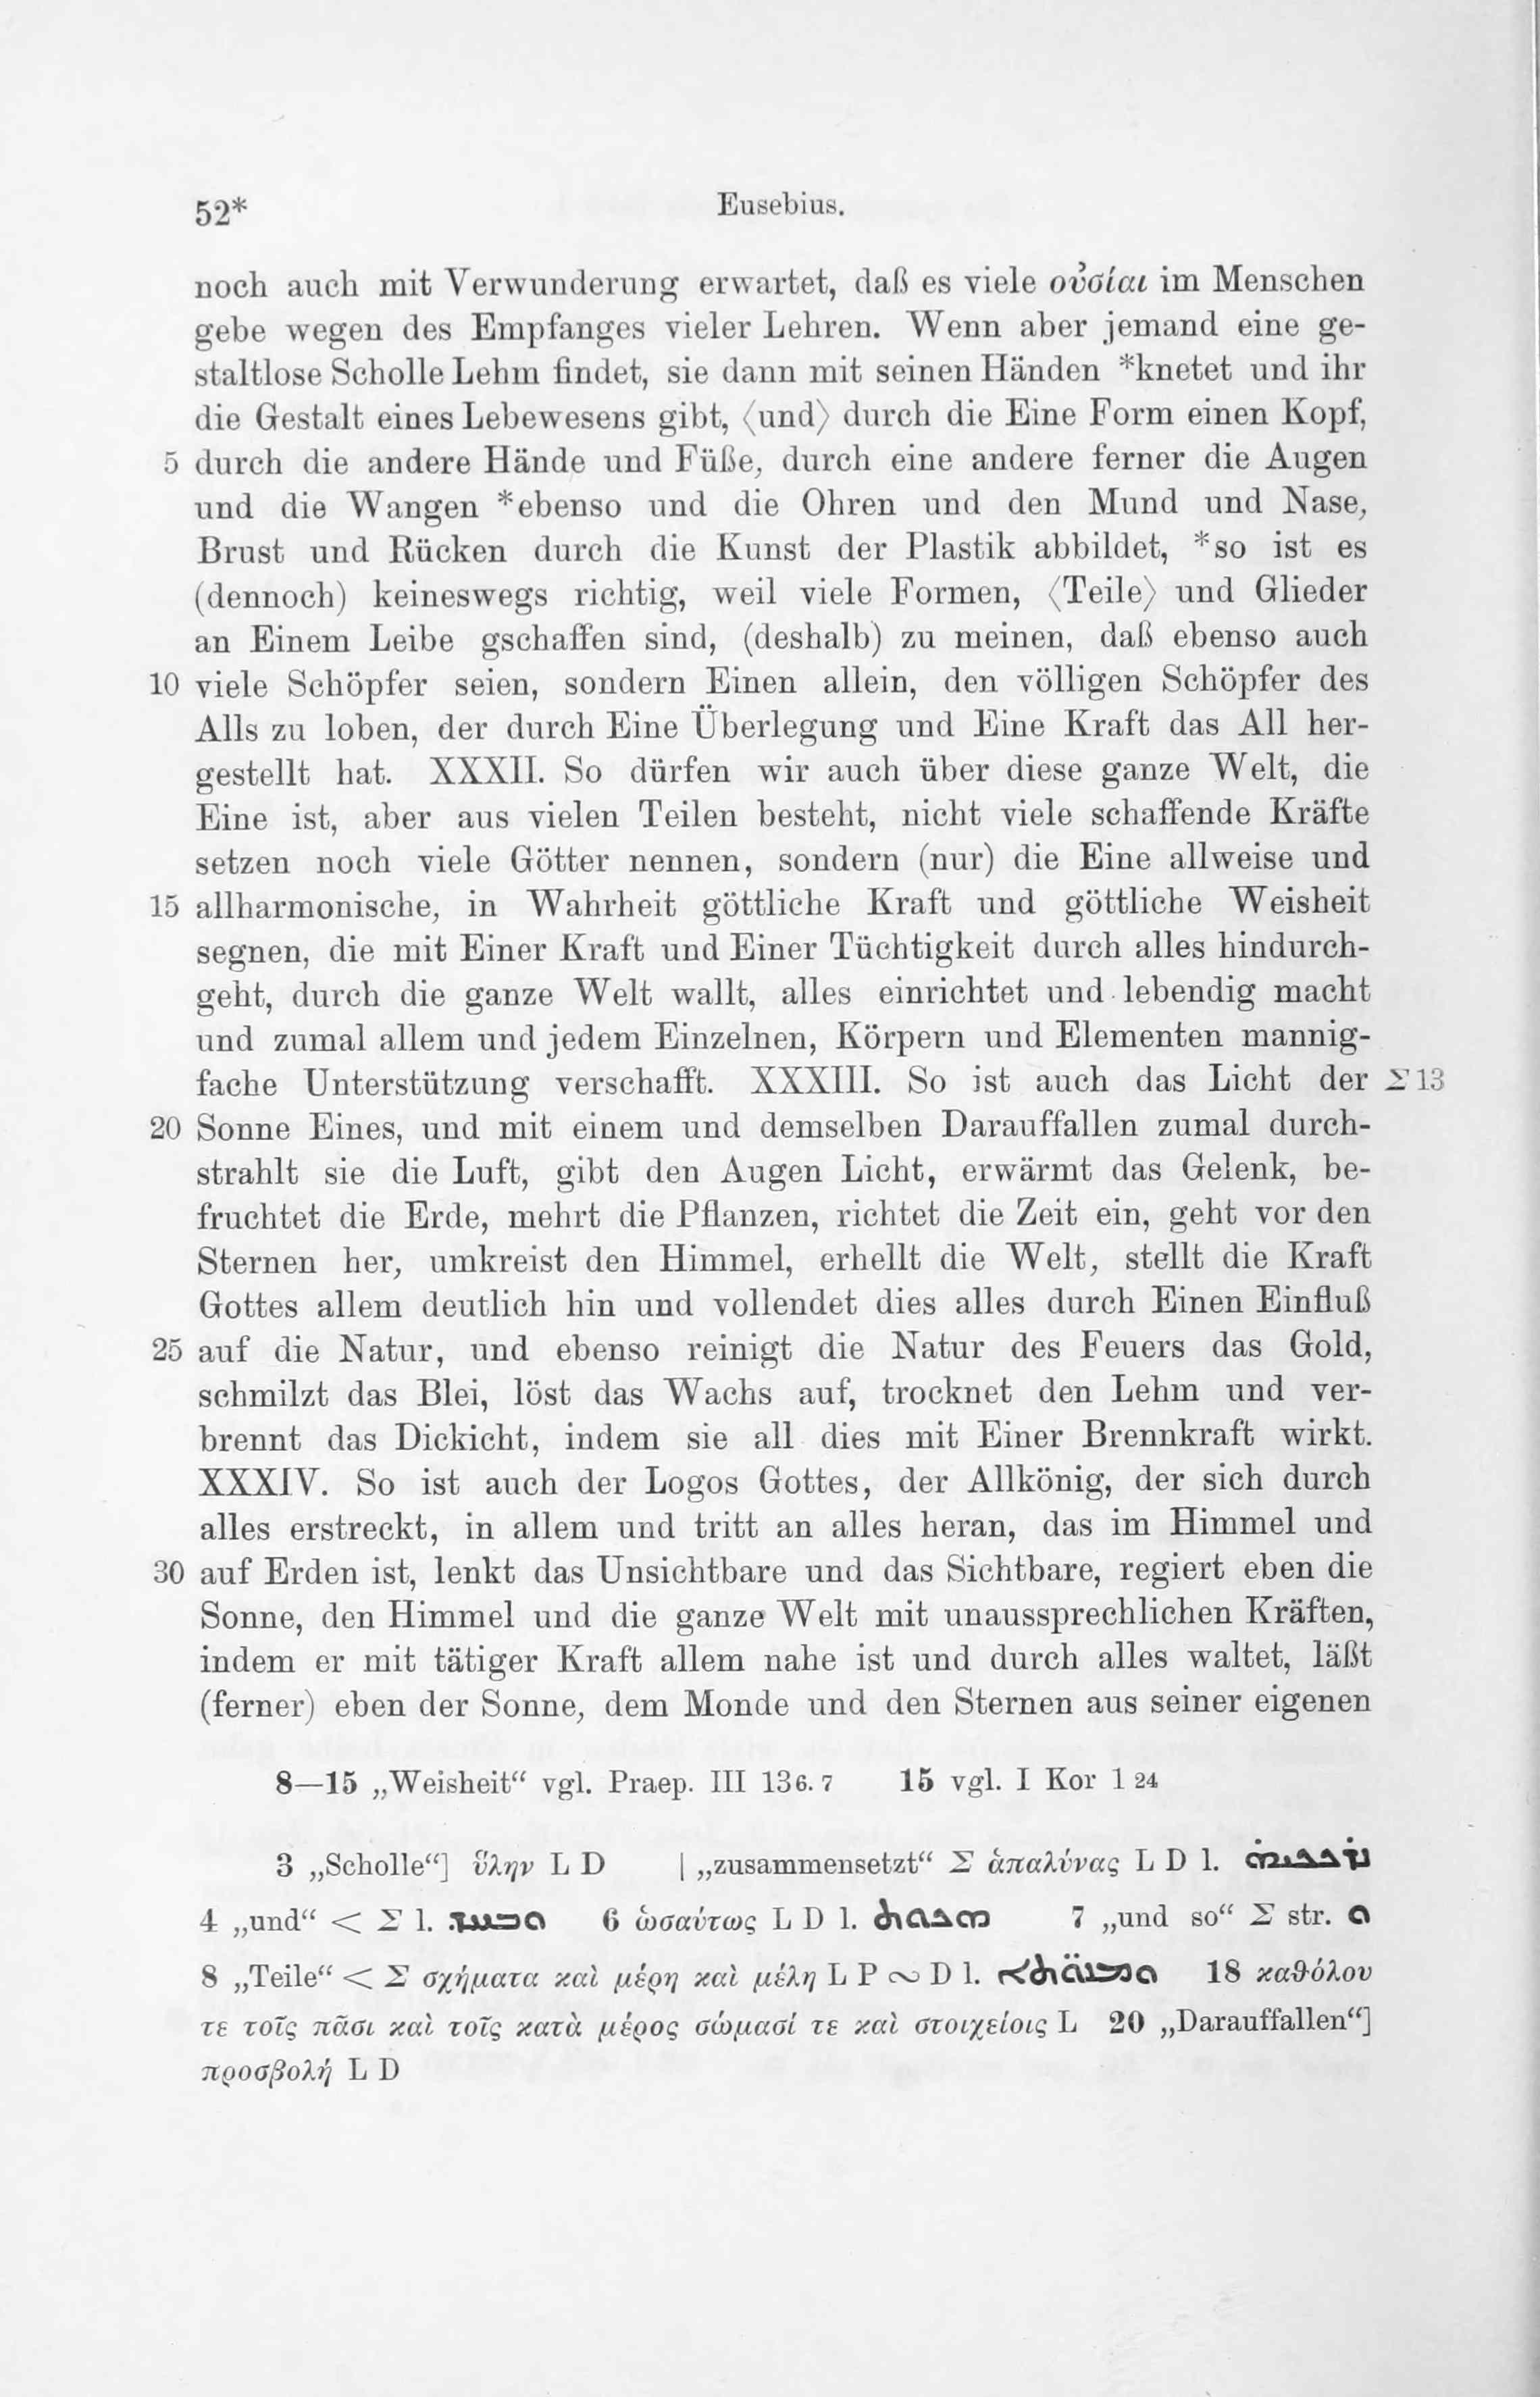 52*
Eusebius.
noch auch mit Verwunderung erwartet, daß es viele οὐσίαι im Menschen
gebe wegen des Empfanges vieler Lehren. Wenn aber jemand eine ge-
staltlose Scholle Lehm findet, sie dann mit seinen Händen *knetet und ihr
die Gestalt eines Lebewesens gibt, ⟨und⟩ durch die Eine Form einen Kopf,
5 durch die andere Hände und Füße, durch eine andere ferner die Augen
und die Wangen *ebenso und die Ohren und den Mund und Nase,
Brust und Rücken durch die Kunst der Plastik abbildet, *so ist es
(dennoch) keineswegs richtig, weil viele Formen, ⟨Teile⟩ und Glieder
an Einem Leibe gschaffen sind, (deshalb) zu meinen, daß ebenso auch
10 viele Schöpfer seien, sondern Einen allein, den völligen Schöpfer des
Alls zu loben, der durch Eine Überlegung und Eine Kraft das All her-
gestellt hat. XXXII. So dürfen wir auch über diese ganze Welt, die
Eine ist, aber aus vielen Teilen besteht, nicht viele schaffende Kräfte
setzen noch viele Götter nennen, sondern (nur) die Eine allweise und
15 allharmonische, in Wahrheit göttliche Kraft und göttliche Weisheit
segnen, die mit Einer Kraft und Einer Tüchtigkeit durch alles hindurch-
geht, durch die ganze Welt wallt, alles einrichtet und lebendig macht
und zumal allem und jedem Einzelnen, Körpern und Elementen mannig-
fache Unterstützung verschafft. XXXIII. So ist auch das Licht der Σ 13
20 Sonne Eines, und mit einem und demselben Darauffallen zumal durch-
strahlt sie die Luft, gibt den Augen Licht, erwärmt das Gelenk, be-
fruchtet die Erde, mehrt die Pflanzen, richtet die Zeit ein, geht vor den
Sternen her, umkreist den Himmel, erhellt die Welt, stellt die Kraft
Gottes allem deutlich hin und vollendet dies alles durch Einen Einfluß
25 auf die Natur, und ebenso reinigt die Natur des Feuers das Gold,
schmilzt das Blei, löst das Wachs auf, trocknet den Lehm und ver-
brennt das Dickicht, indem sie all dies mit Einer Brennkraft wirkt.
XXXIV. So ist auch der Logos Gottes, der Allkönig, der sich durch
alles erstreckt, in allem und tritt an alles heran, das im Himmel und
30 auf Erden ist, lenkt das Unsichtbare und das Sichtbare, regiert eben die
Sonne, den Himmel und die ganze Welt mit unaussprechlichen Kräften,
indem er mit tätiger Kraft allem nahe ist und durch alles waltet, läßt
(ferner) eben der Sonne, dem Monde und den Sternen aus seiner eigenen
8—15 „Weisheit“ vgl. Praep. III 13 6. 7 15 vgl. I Kor 1 24
3 „Scholle“] ὕλην L D | „zusammensetzt“ Σ ἁπαλύνας L D l.
4 „und“ < Σ l. 6 ὡσαύτως L D l. ܗܟܘܬ 7 „und so“ Σ str. ܘ
8 „Teile“ < Σ σχήματα καὶ μέρη καὶ μέλη L P ∾ D l. ܘܡܢ̈ܘܬܐ 18 καθόλου
τε τοῖς πᾶσι καὶ τοῖς κατὰ μέρος σώμασί τε καὶ στοιχείοις L 20 „Darauffallen“]
προσβολή L D